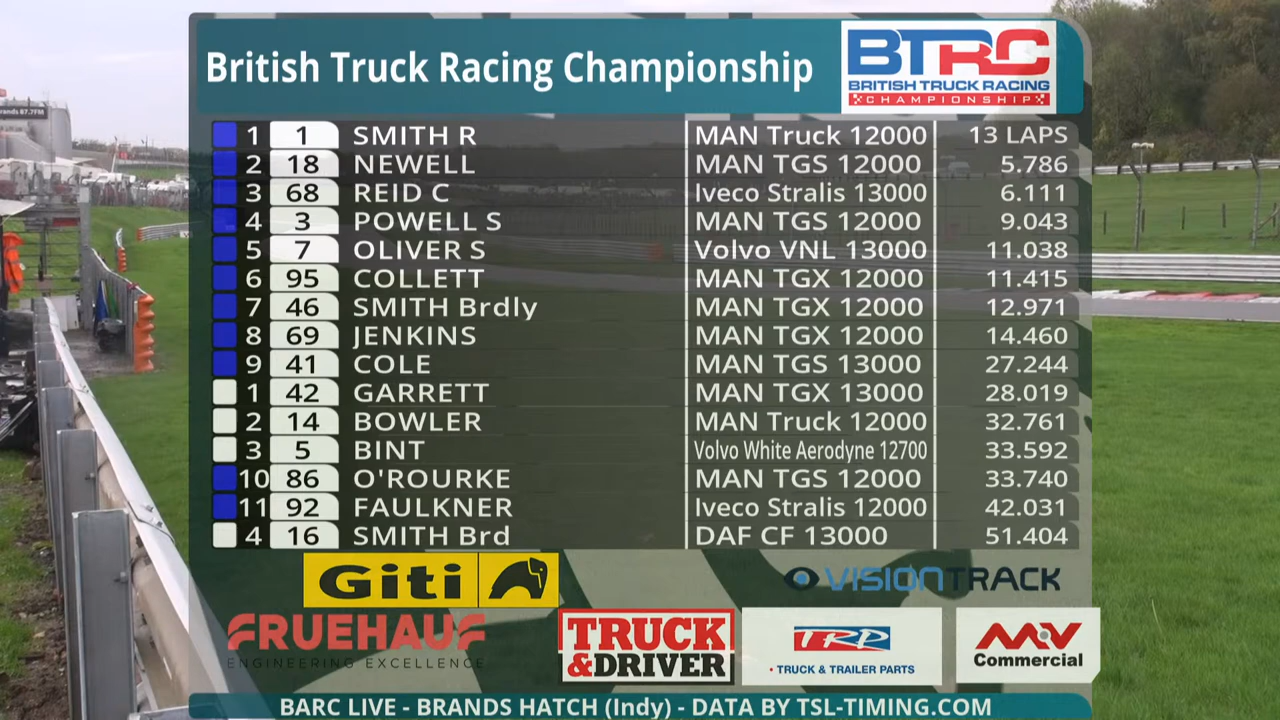 British Truck Racing Championship
BTRC
BRITISH TRUCK RACING
CHAMPIONSHIP
1 1 SMITH R MAN Truck 12000 13 LAPS
2 18 NEWELL MAN TGS 12000 5.786
3 68 REID C Iveco Stralis 13000 6.111
4 3 POWELL S MAN TGS 12000 9.043
5 7 OLIVER S Volvo VNL 13000 11.038
6 95 COLLETT MAN TGX 12000 11.415
7 46 SMITH Brdly MAN TGX 12000 12.971
8 69 JENKINS MAN TGX 12000 14.460
9 41 COLE MAN TGS 13000 27.244
1 42 GARRETT MAN TGX 13000 28.019
2 14 BOWLER MAN Truck 12000 32.761
3 5 BINT Volvo White Aerodyne 12700 33.592
10 86 O'ROURKE MAN TGS 12000 33.740
11 92 FAULKNER Iveco Stralis 12000 42.031
4 16 SMITH Brd DAF CF 13000 51.404
Giti
VISIONTRACK
FRUEHAUF
ENGINEERING EXCELLENCE
TRUCK
&DRIVER
TRP
• TRUCK & TRAILER PARTS
MV
Commercial
BARC LIVE - BRANDS HATCH (Indy) - DATA BY TSL-TIMING.COM